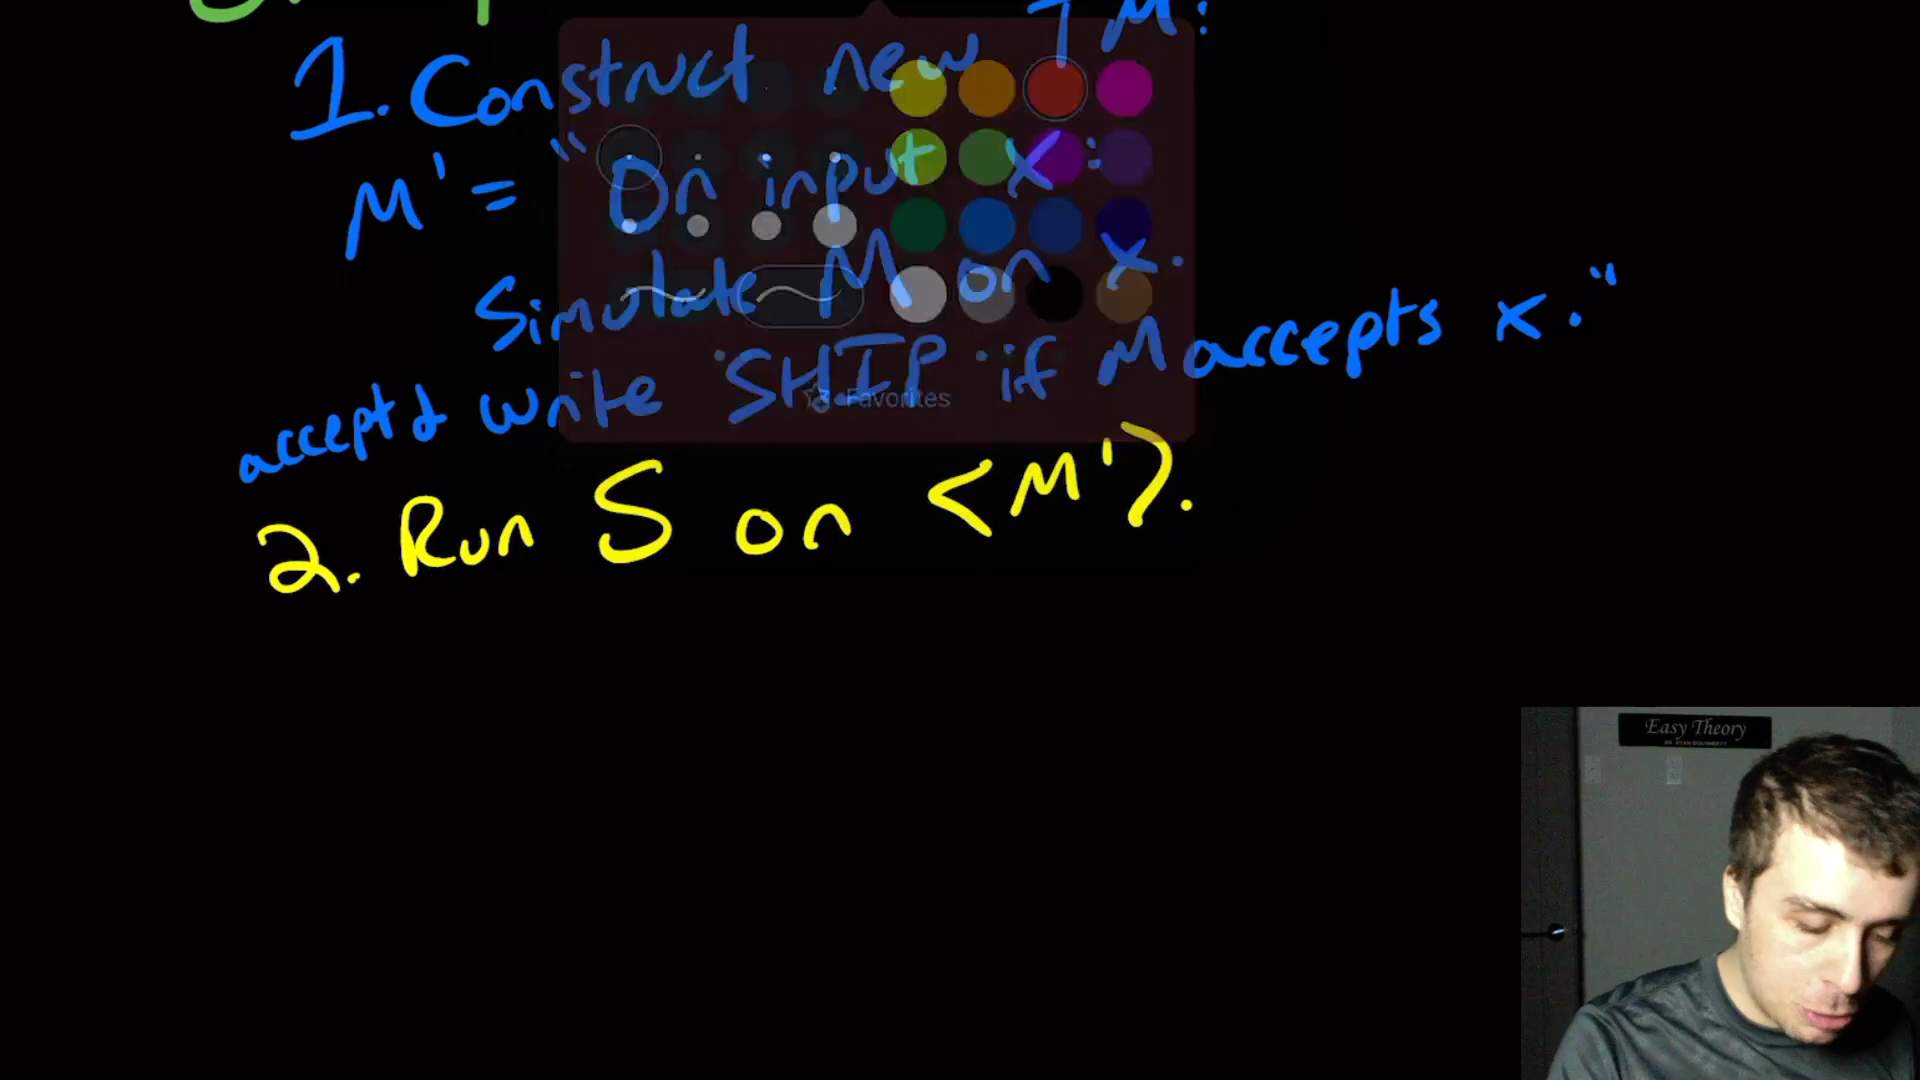 1. Construct new TM:
M' = "On input x:
Simulate M on x.
accept & write "SHIP" if M accepts x."
Favorites
2. Run S on <M'>.
Easy Theory